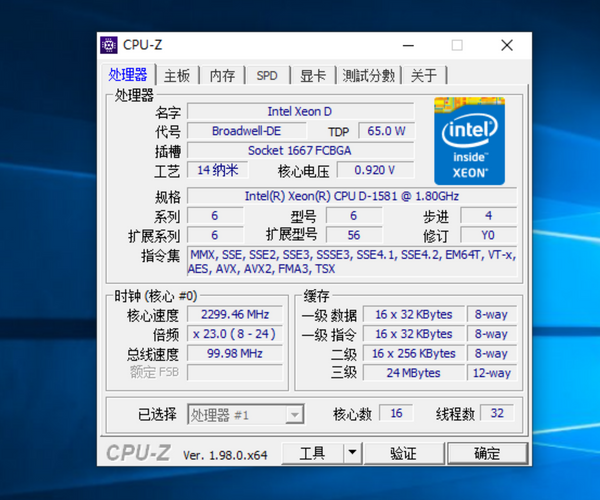 CPU-Z
处理器 主板 内存 SPD 显卡 測試分數 关于
处理器
名字 Intel Xeon D
代号 Broadwell-DE TDP 65.0 W
插槽 Socket 1667 FCBGA
工艺 14 纳米 核心电压 0.920 V
intel
inside™
XEON®
规格 Intel(R) Xeon(R) CPU D-1581 @ 1.80GHz
系列 6 型号 6 步进 4
扩展系列 6 扩展型号 56 修订 Y0
指令集 MMX, SSE, SSE2, SSE3, SSSE3, SSE4.1, SSE4.2, EM64T, VT-x,
AES, AVX, AVX2, FMA3, TSX
时钟 (核心 #0)
核心速度 2299.46 MHz
倍频 x 23.0 ( 8 - 24 )
总线速度 99.98 MHz
额定 FSB
缓存
一级 数据 16 x 32 KBytes 8-way
一级 指令 16 x 32 KBytes 8-way
二级 16 x 256 KBytes 8-way
三级 24 MBytes 12-way
已选择 处理器 #1 核心数 16 线程数 32
CPU-Z Ver. 1.98.0.x64 工具 验证 确定